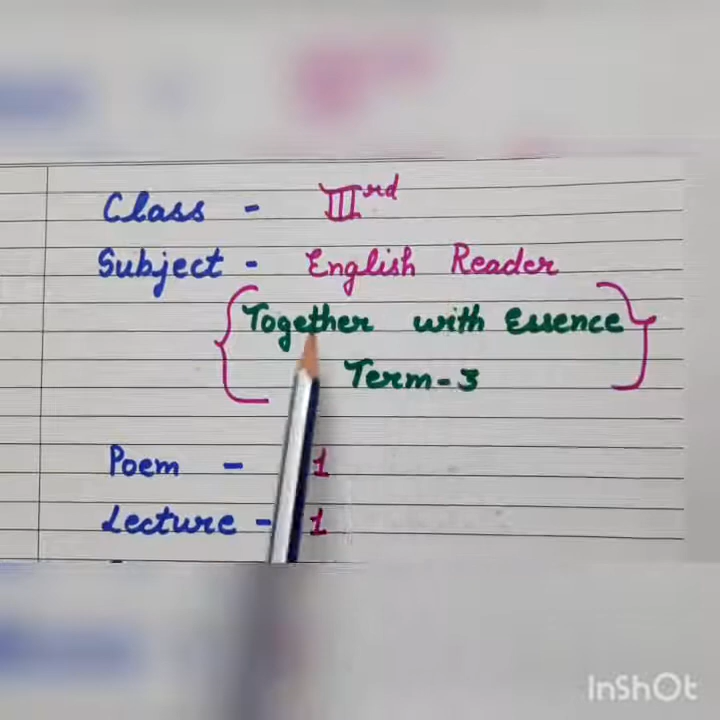 Class - IIIrd
Subject - English Reader
{Together with Essence
Term-3}
Poem - 1
Lecture - 1
InShOt